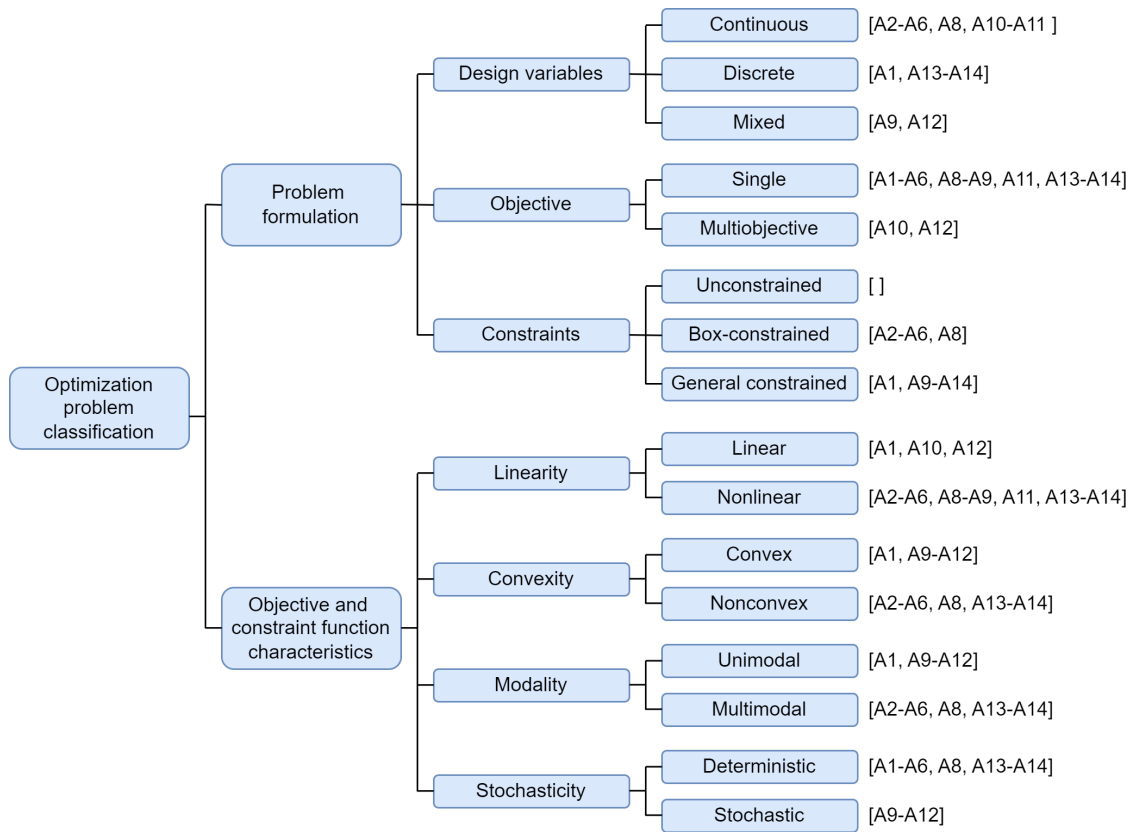 Optimization
problem
classification
Problem
formulation
Design variables
Continuous [A2-A6, A8, A10-A11 ]
Discrete [A1, A13-A14]
Mixed [A9, A12]
Objective
Single [A1-A6, A8-A9, A11, A13-A14]
Multiobjective [A10, A12]
Constraints
Unconstrained [ ]
Box-constrained [A2-A6, A8]
General constrained [A1, A9-A14]
Objective and
constraint function
characteristics
Linearity
Linear [A1, A10, A12]
Nonlinear [A2-A6, A8-A9, A11, A13-A14]
Convexity
Convex [A1, A9-A12]
Nonconvex [A2-A6, A8, A13-A14]
Modality
Unimodal [A1, A9-A12]
Multimodal [A2-A6, A8, A13-A14]
Stochasticity
Deterministic [A1-A6, A8, A13-A14]
Stochastic [A9-A12]